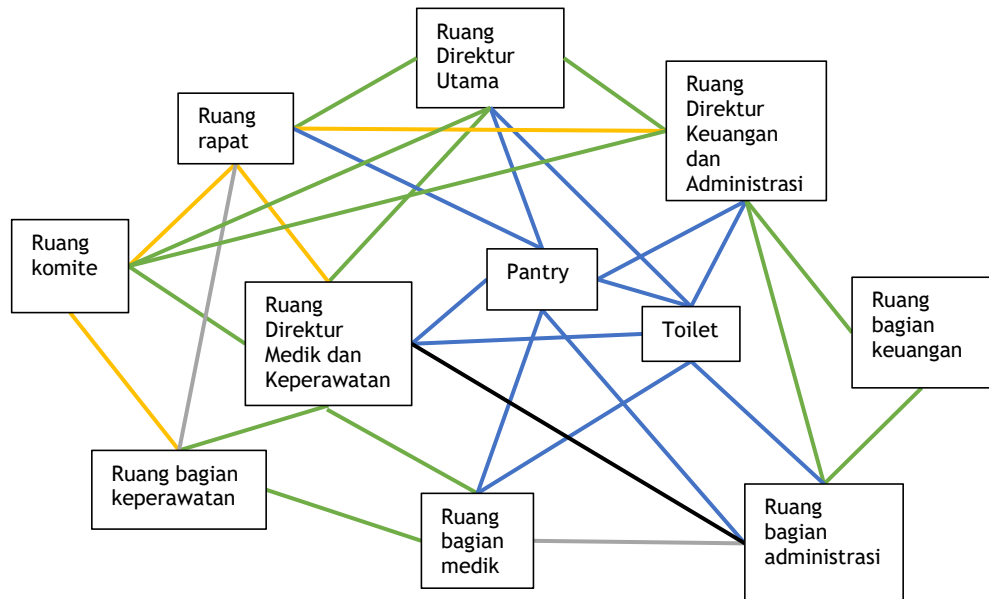 Ruang
Direktur
Utama
Ruang
Direktur
Keuangan
dan
Administrasi
Ruang
rapat
Ruang
komite
Pantry
Ruang
Direktur
Medik dan
Keperawatan
Toilet
Ruang
bagian
keuangan
Ruang bagian
keperawatan
Ruang
bagian
medik
Ruang
bagian
administrasi